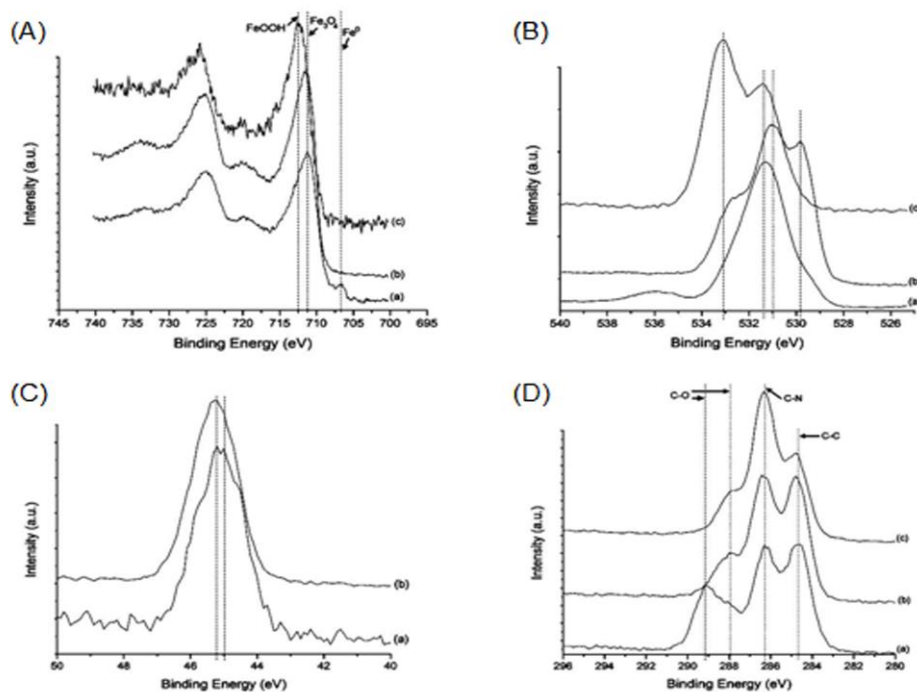 (A)
FeOOH
Fe₃O₄
Fe⁰
Intensity (a.u.)
(c)
(b)
(a)
745 740 735 730 725 720 715 710 705 700 695
Binding Energy (eV)
(B)
Intensity (a.u.)
(c)
(b)
(a)
540 538 536 534 532 530 528 526
Binding Energy (eV)
(C)
Intensity (a.u.)
(b)
(a)
50 48 46 44 42 40
Binding Energy (eV)
(D)
C-O
C-N
C-C
Intensity (a.u.)
(c)
(b)
(a)
296 292 290 288 286 284 282 280
Binding Energy (eV)